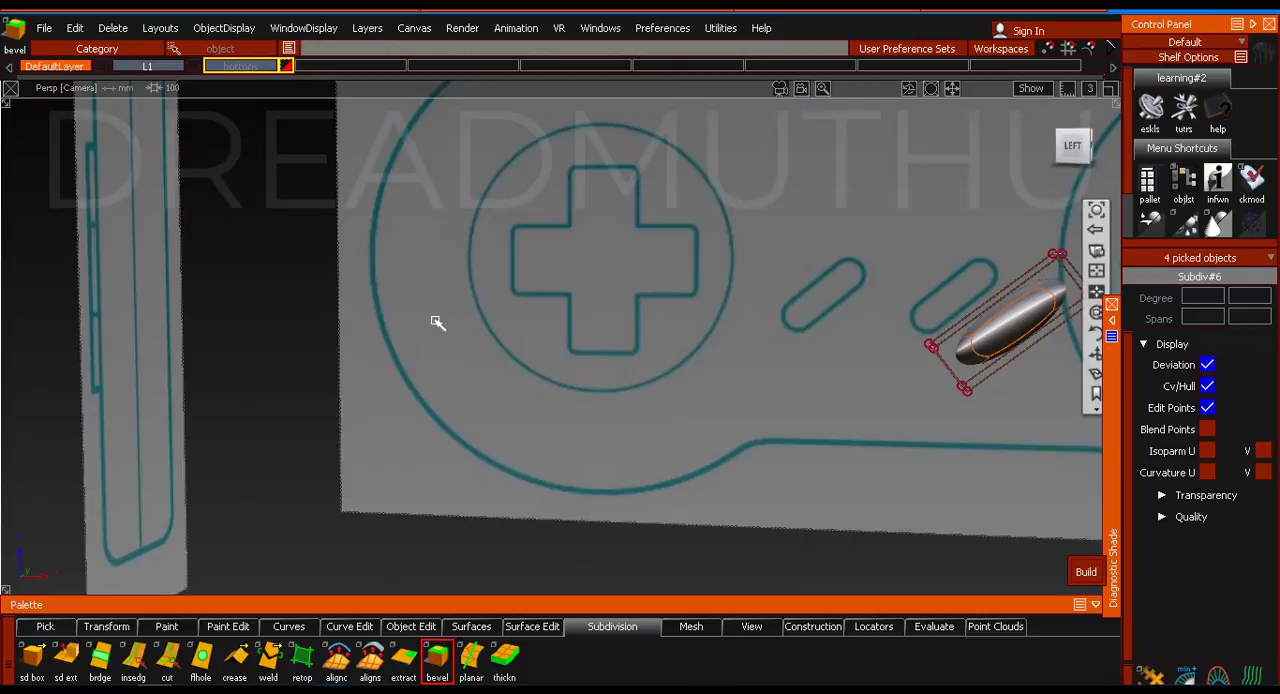 File Edit Delete Layouts ObjectDisplay WindowDisplay Layers Canvas Render Animation VR Windows Preferences Utilities Help
Sign In
bevel Category object User Preference Sets Workspaces
DefaultLayer L1 bottons
Persp [Camera] mm 100 Show 3
DREADMUTHU
LEFT
Control Panel
Default
Shelf Options
learning#2
eskls tutrs help
Menu Shortcuts
pallet objlst infwn ckmod
4 picked objects
Subdiv#6
Degree
Spans
Display
Deviation
Cv/Hull
Edit Points
Blend Points
Isoparm U V
Curvature U V
Transparency
Quality
Diagnostic Shade
Build
Palette
Pick Transform Paint Paint Edit Curves Curve Edit Object Edit Surfaces Surface Edit Subdivision Mesh View Construction Locators Evaluate Point Clouds
sd box sd ext brdge insedg cut flhole crease weld retop alignc aligns extract bevel planar thickn